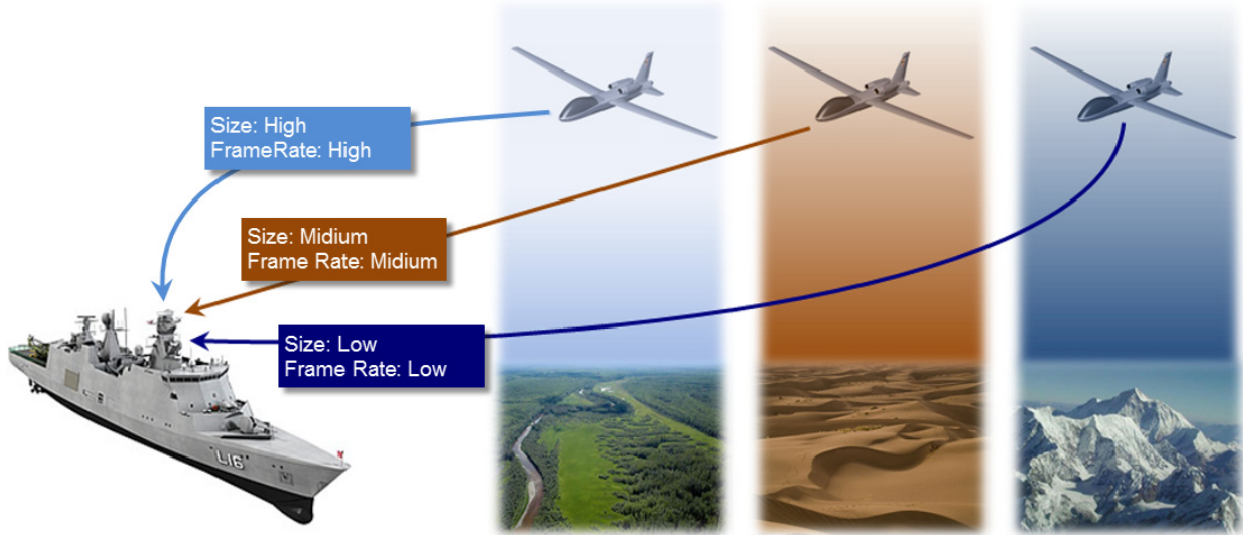 Size: High
FrameRate: High
Size: Midium
Frame Rate: Midium
Size: Low
Frame Rate: Low
L16